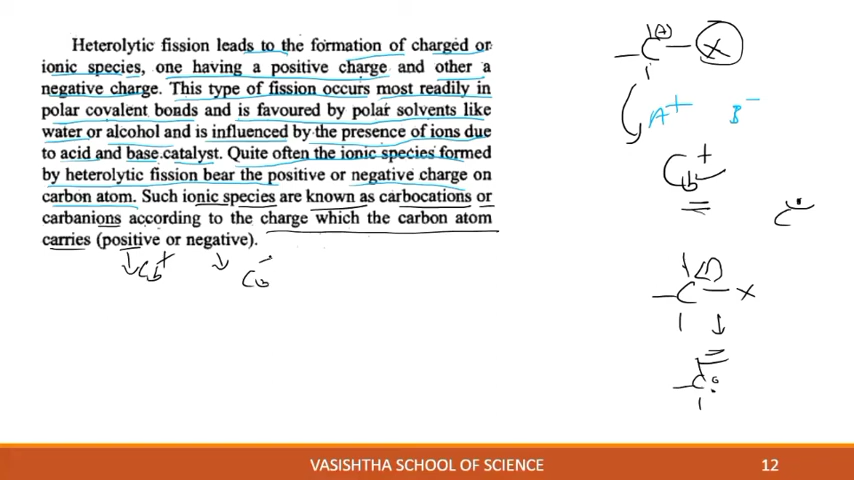 Heterolytic fission leads to the formation of charged or
ionic species, one having a positive charge and other a
negative charge. This type of fission occurs most readily in
polar covalent bonds and is favoured by polar solvents like
water or alcohol and is influenced by the presence of ions due
to acid and base catalyst. Quite often the ionic species formed
by heterolytic fission bear the positive or negative charge on
carbon atom. Such ionic species are known as carbocations or
carbanions according to the charge which the carbon atom
carries (positive or negative).
C X
A+ B-
C X
C
VASISHTHA SCHOOL OF SCIENCE 12